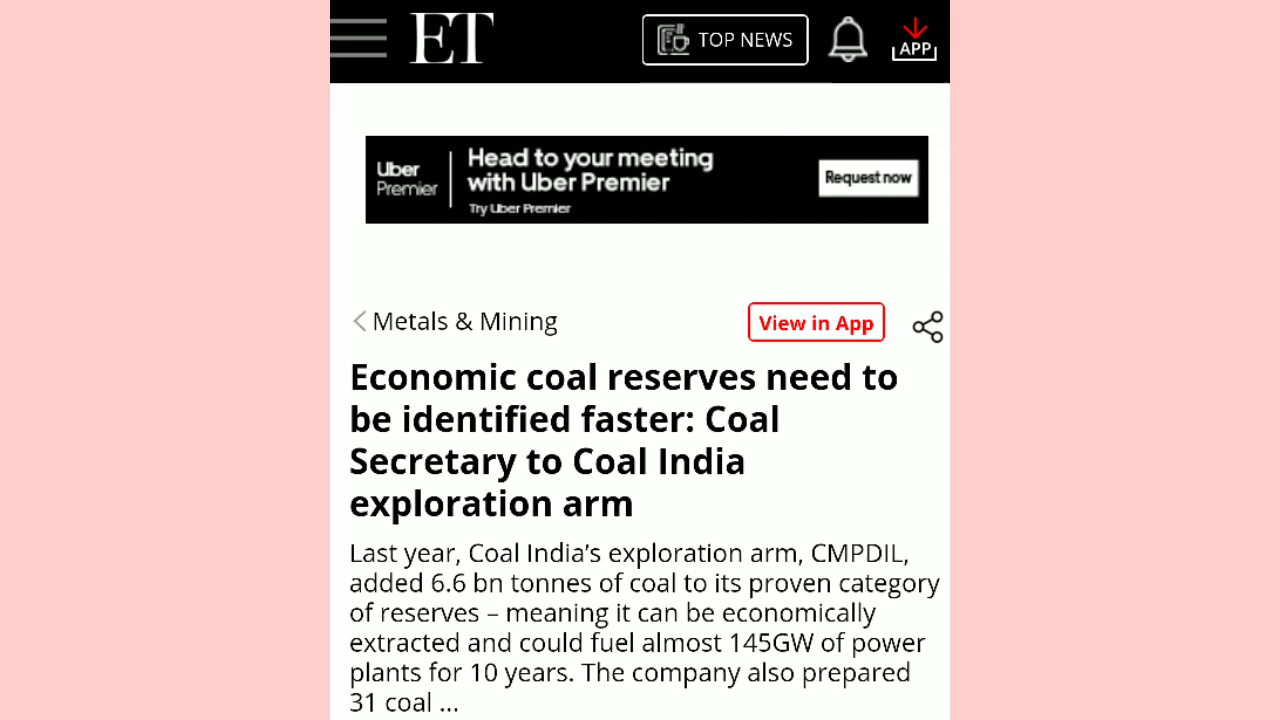 ET
TOP NEWS
APP
Uber
Premier
Head to your meeting
with Uber Premier
Try Uber Premier
Request now
Metals & Mining
View in App
Economic coal reserves need to
be identified faster: Coal
Secretary to Coal India
exploration arm
Last year, Coal India’s exploration arm, CMPDIL,
added 6.6 bn tonnes of coal to its proven category
of reserves – meaning it can be economically
extracted and could fuel almost 145GW of power
plants for 10 years. The company also prepared
31 coal ...